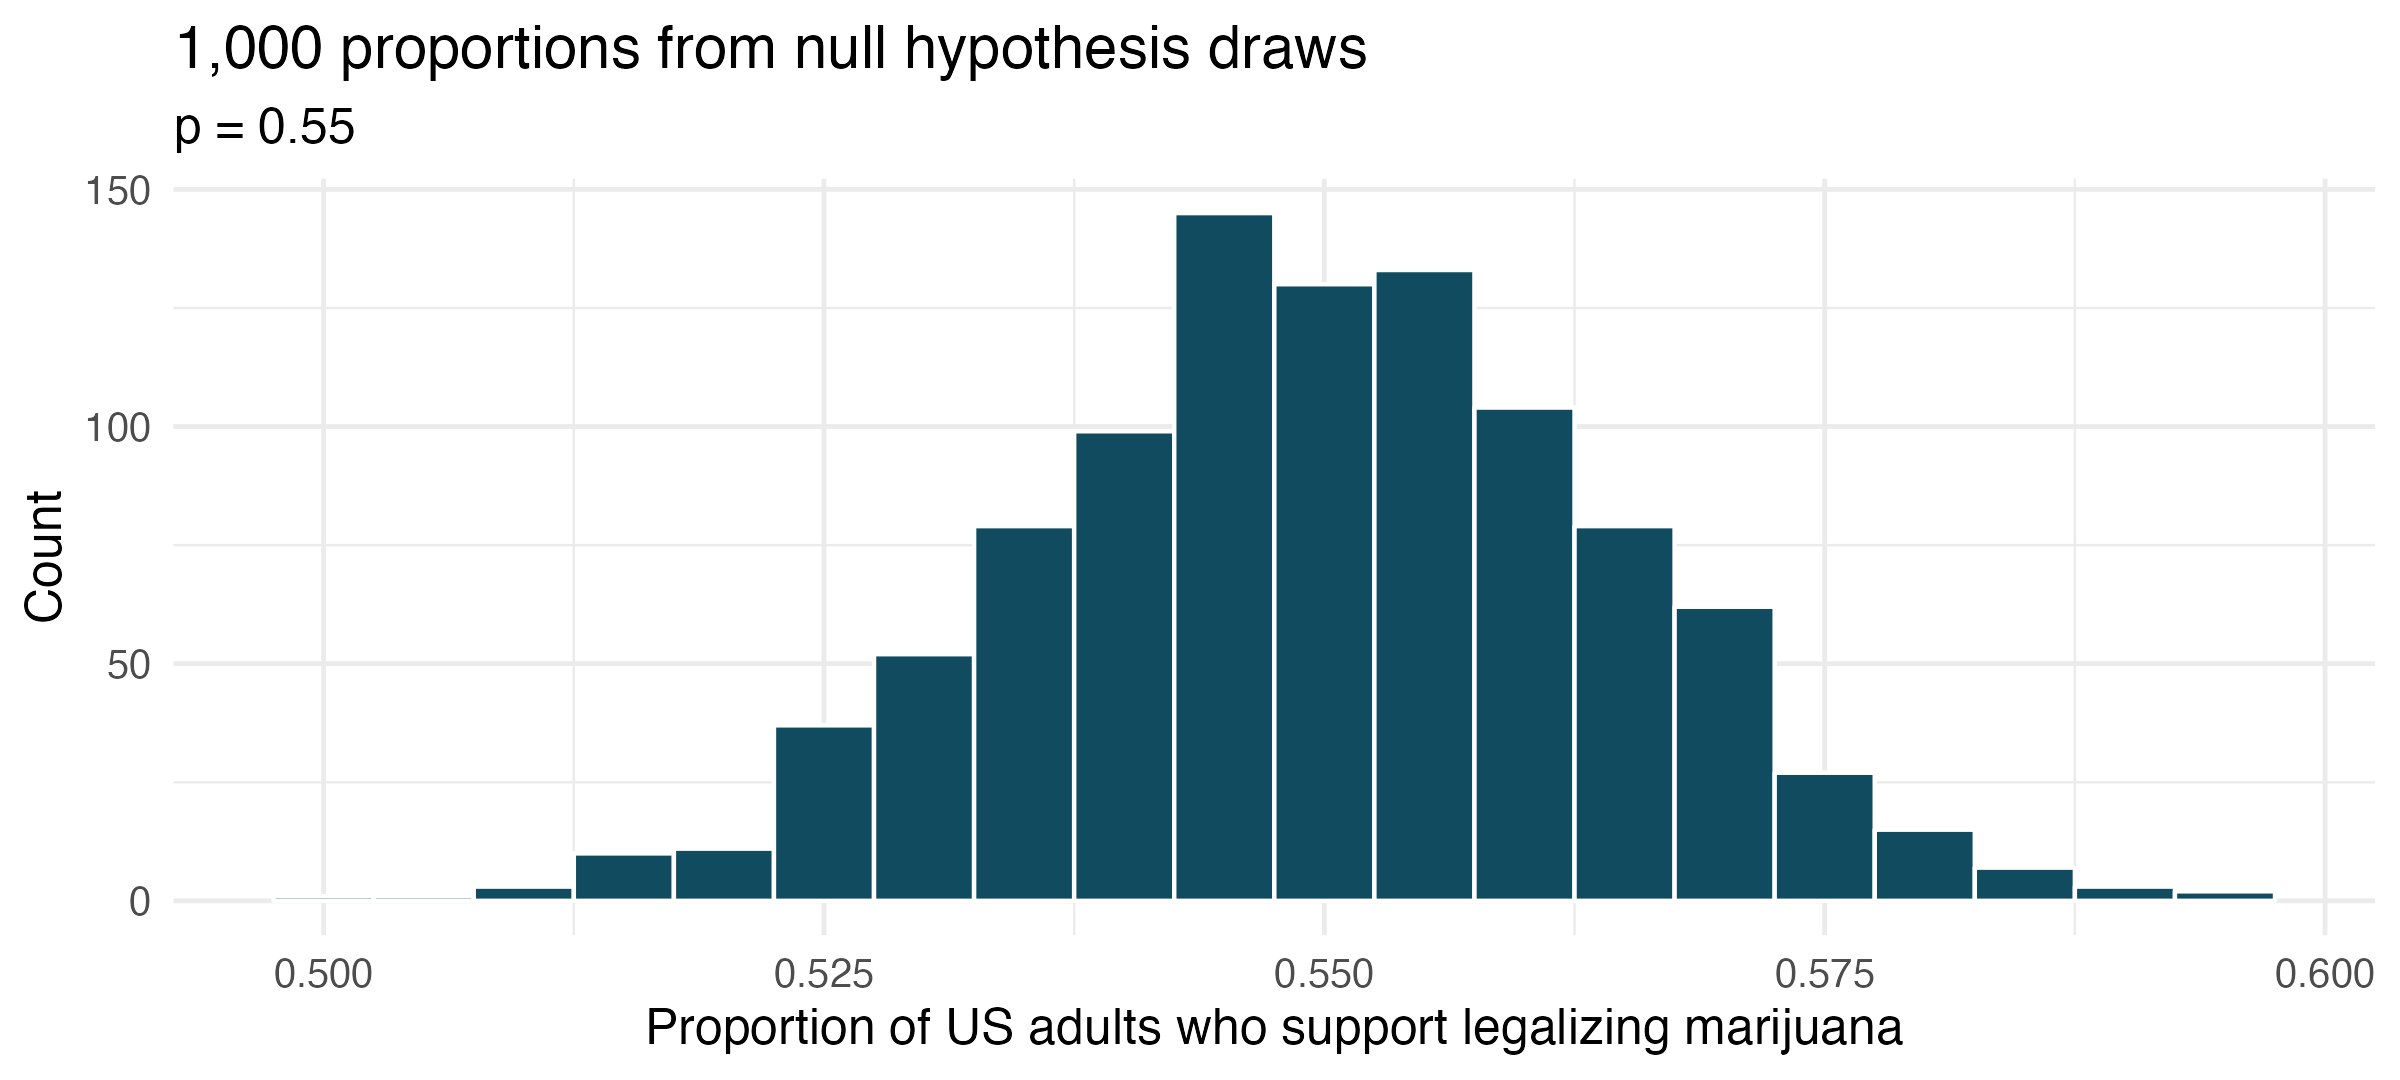 1,000 proportions from null hypothesis draws
p = 0.55
150
100
50
0
Count
0.500 0.525 0.550 0.575 0.600
Proportion of US adults who support legalizing marijuana